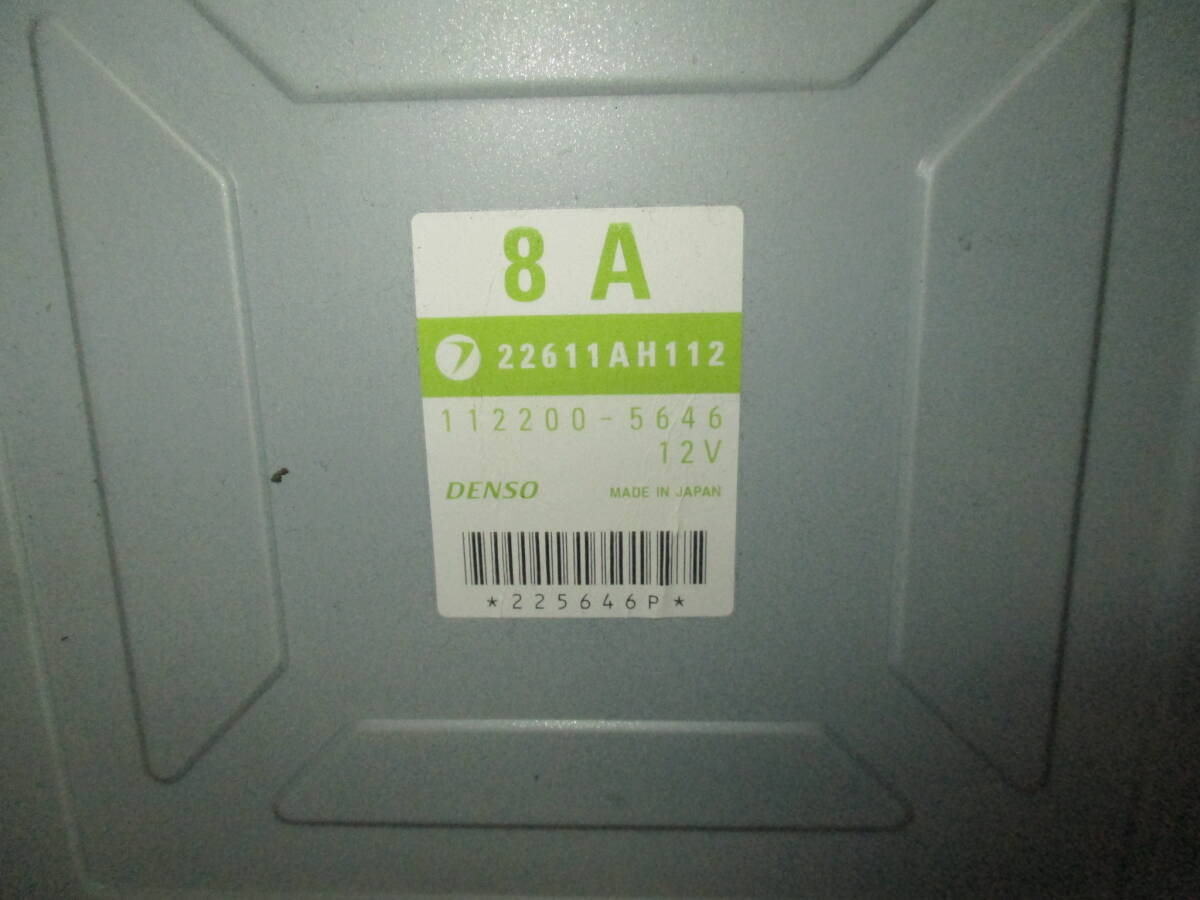 8 A
22611AH112
112200-5646
12V
DENSO MADE IN JAPAN
*225646P*